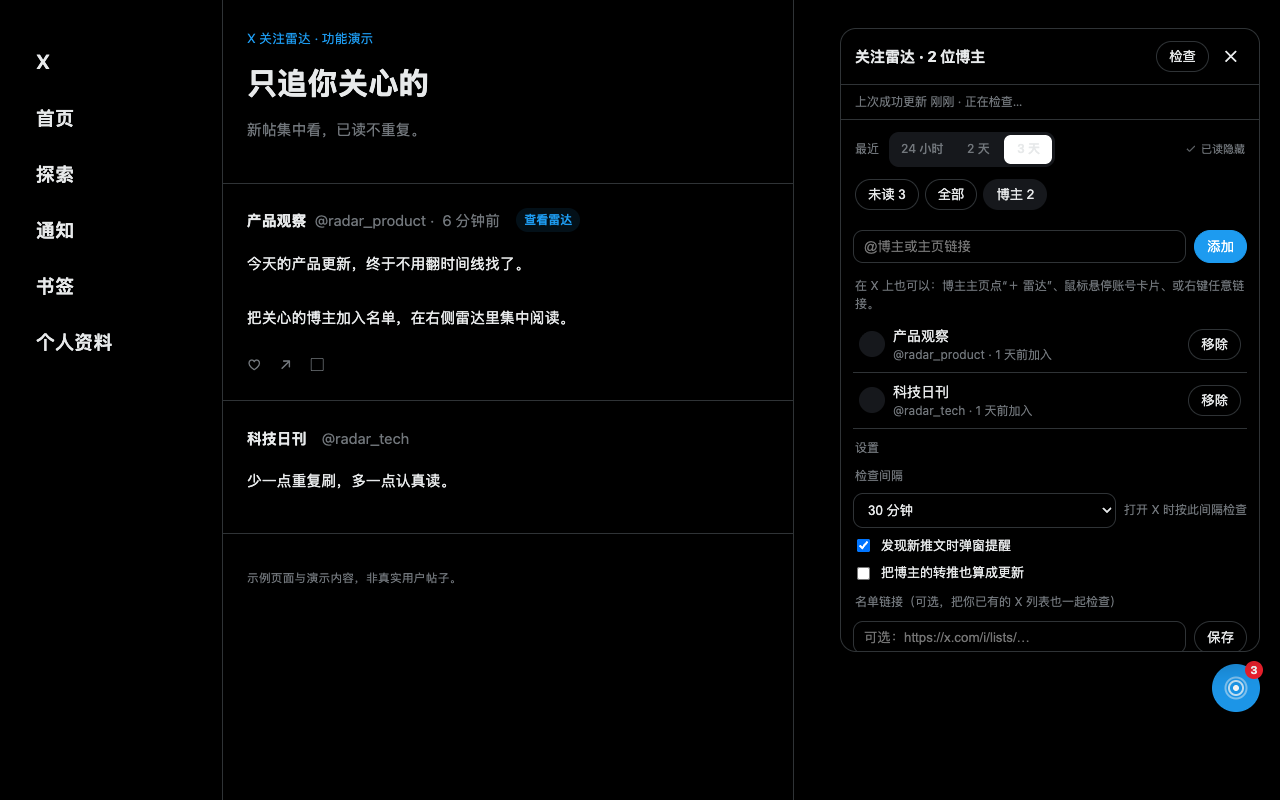 X
首页
探索
通知
书签
个人资料
X 关注雷达 · 功能演示
只追你关心的
新帖集中看，已读不重复。
产品观察 @radar_product · 6 分钟前 查看雷达
今天的产品更新，终于不用翻时间线找了。
把关心的博主加入名单，在右侧雷达里集中阅读。
科技日刊 @radar_tech
少一点重复刷，多一点认真读。
示例页面与演示内容，非真实用户帖子。
关注雷达 · 2 位博主 检查
上次成功更新 刚刚 · 正在检查...
最近 24 小时 2 天 3 天 ✓ 已读隐藏
未读 3 全部 博主 2
@博主或主页链接 添加
在 X 上也可以：博主主页点“＋ 雷达”、鼠标悬停账号卡片、或右键任意链
接。
产品观察
@radar_product · 1 天前加入 移除
科技日刊
@radar_tech · 1 天前加入 移除
设置
检查间隔
30 分钟 打开 X 时按此间隔检查
发现新推文时弹窗提醒
把博主的转推也算成更新
名单链接（可选，把你已有的 X 列表也一起检查）
可选：https://x.com/i/lists/... 保存
3